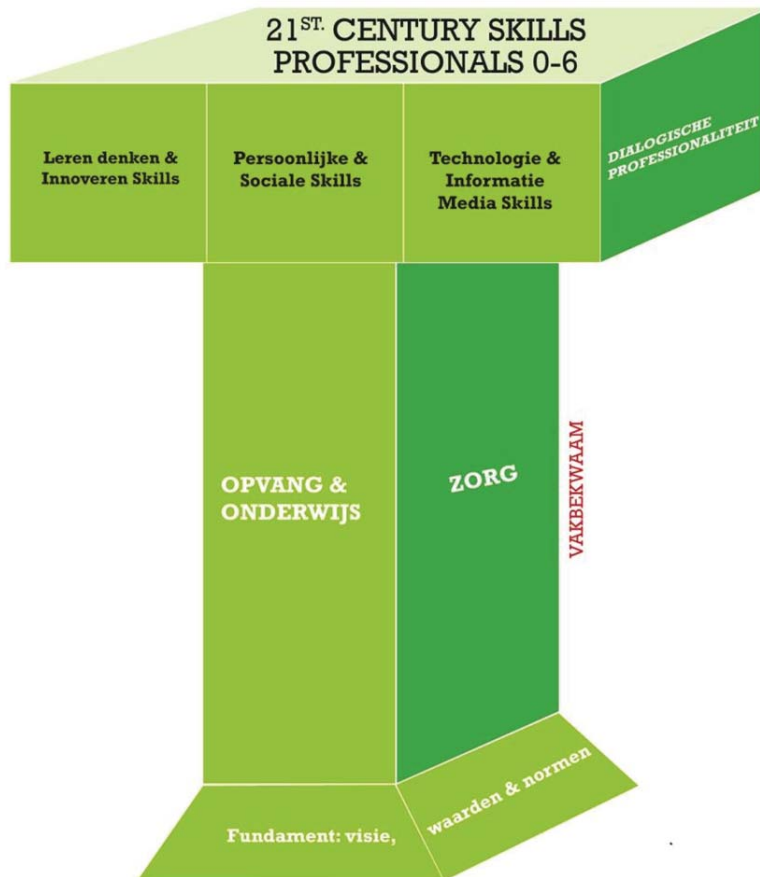 21ST. CENTURY SKILLS
PROFESSIONALS 0-6
Leren denken &
Innoveren Skills
Persoonlijke &
Sociale Skills
Technologie &
Informatie
Media Skills
DIALOGISCHE
PROFESSIONALITEIT
OPVANG &
ONDERWIJS
ZORG
VAKBEKWAAM
Fundament: visie,
waarden & normen